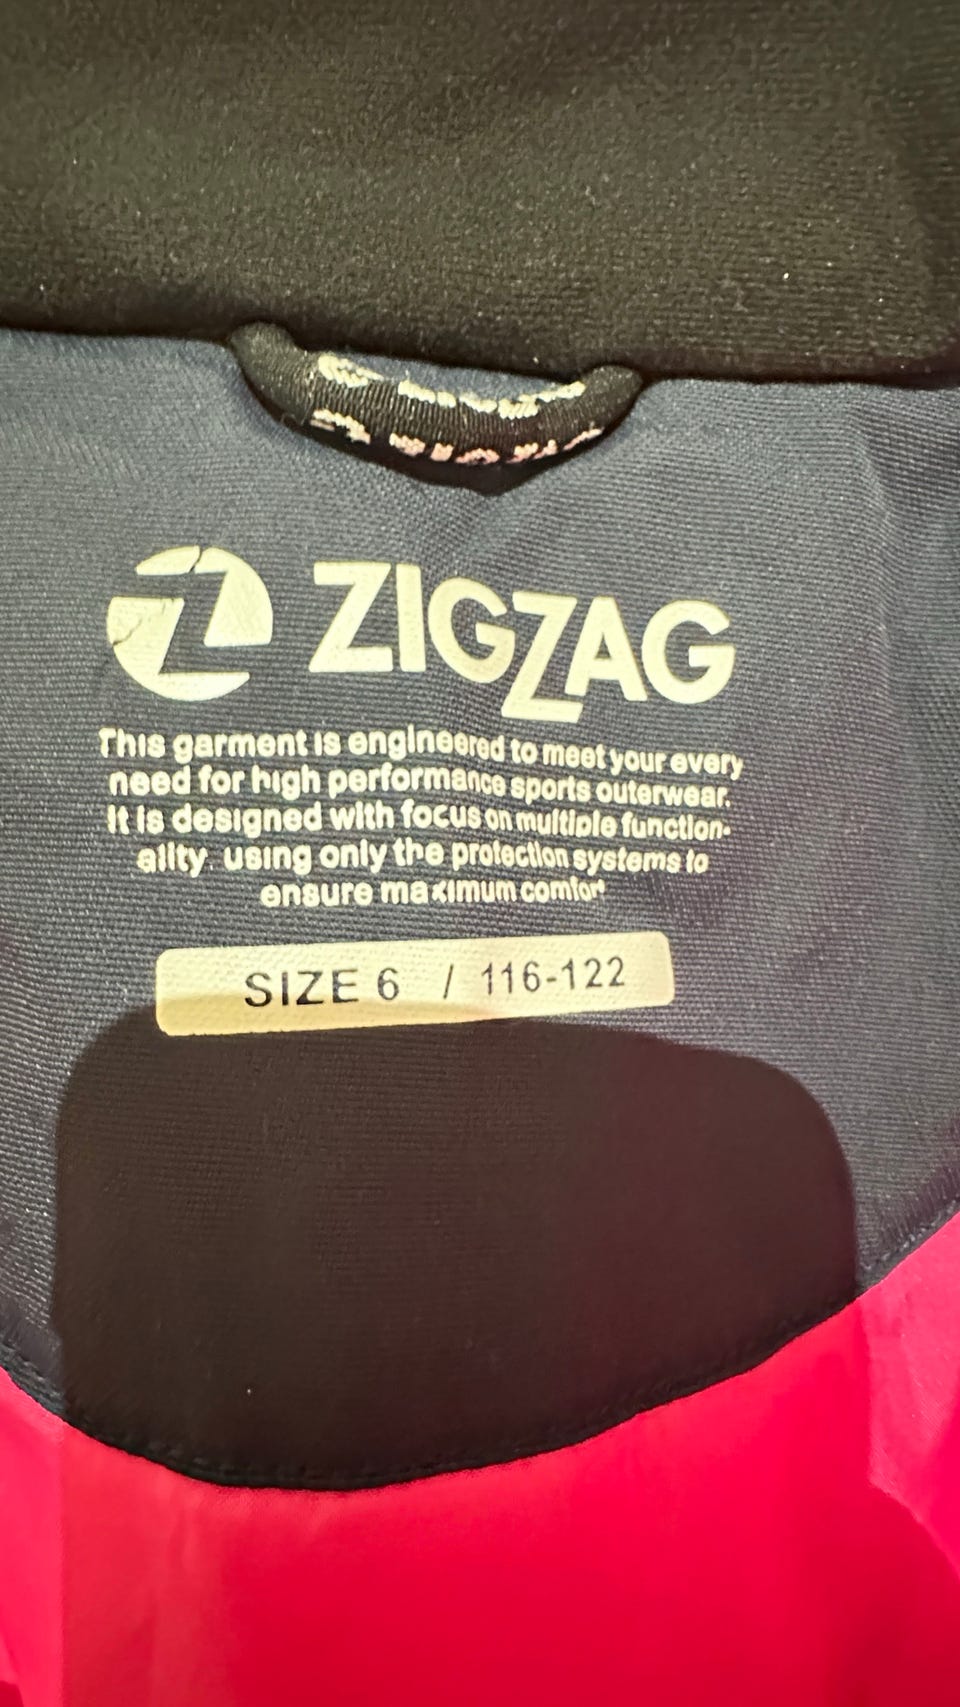 ZIGZAG
This garment is engineered to meet your every
need for high performance sports outerwear.
It is designed with focus on multiple function-
ality. using only the protection systems to
ensure maximum comfort
SIZE 6 / 116-122